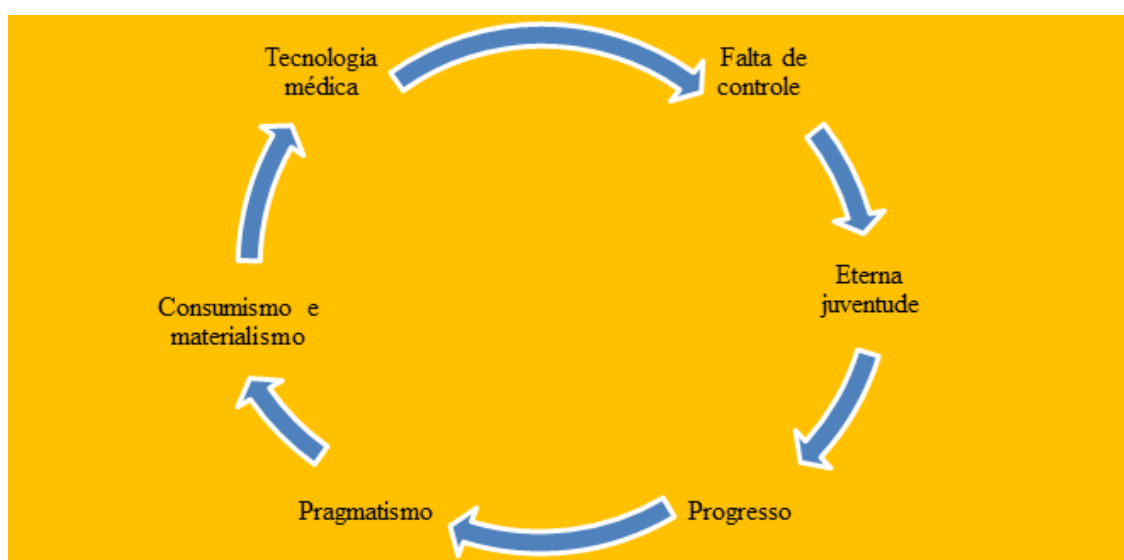 Tecnologia
médica
Falta de
controle
Eterna
juventude
Progresso
Pragmatismo
Consumismo e
materialismo